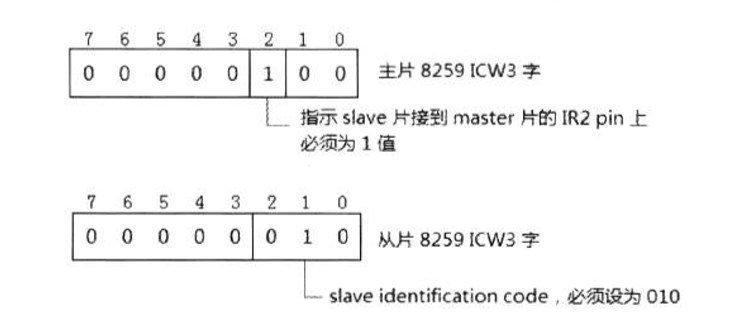 7 6 5 4 3 2 1 0
0 0 0 0 0 1 0 0 主片 8259 ICW3 字
指示 slave 片接到 master 片的 IR2 pin 上
必须为 1 值
7 6 5 4 3 2 1 0
0 0 0 0 0 0 1 0 从片 8259 ICW3 字
slave identification code，必须设为 010